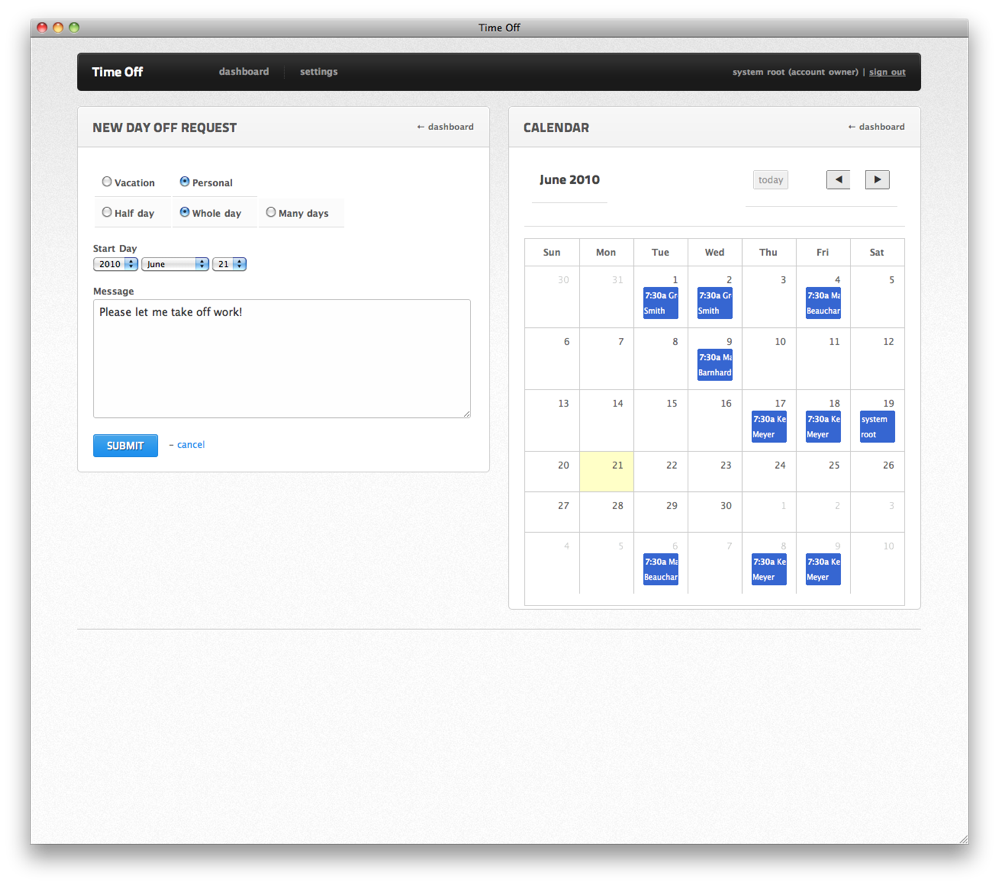 Time Off
Time Off dashboard settings system root (account owner) | sign out
NEW DAY OFF REQUEST ← dashboard
Vacation Personal
Half day Whole day Many days
Start Day
2010 June 21
Message
Please let me take off work!
SUBMIT – cancel
CALENDAR ← dashboard
June 2010 today ◀ ▶
Sun Mon Tue Wed Thu Fri Sat
30 31 1 2 3 4 5
7:30a Gr 7:30a Gr 7:30a Ma
Smith Smith Beauchar
6 7 8 9 10 11 12
7:30a Ma
Barnhard
13 14 15 16 17 18 19
7:30a Ke 7:30a Ke system
Meyer Meyer root
20 21 22 23 24 25 26
27 28 29 30 1 2 3
4 5 6 7 8 9 10
7:30a Ma 7:30a Ke 7:30a Ke
Beauchar Meyer Meyer